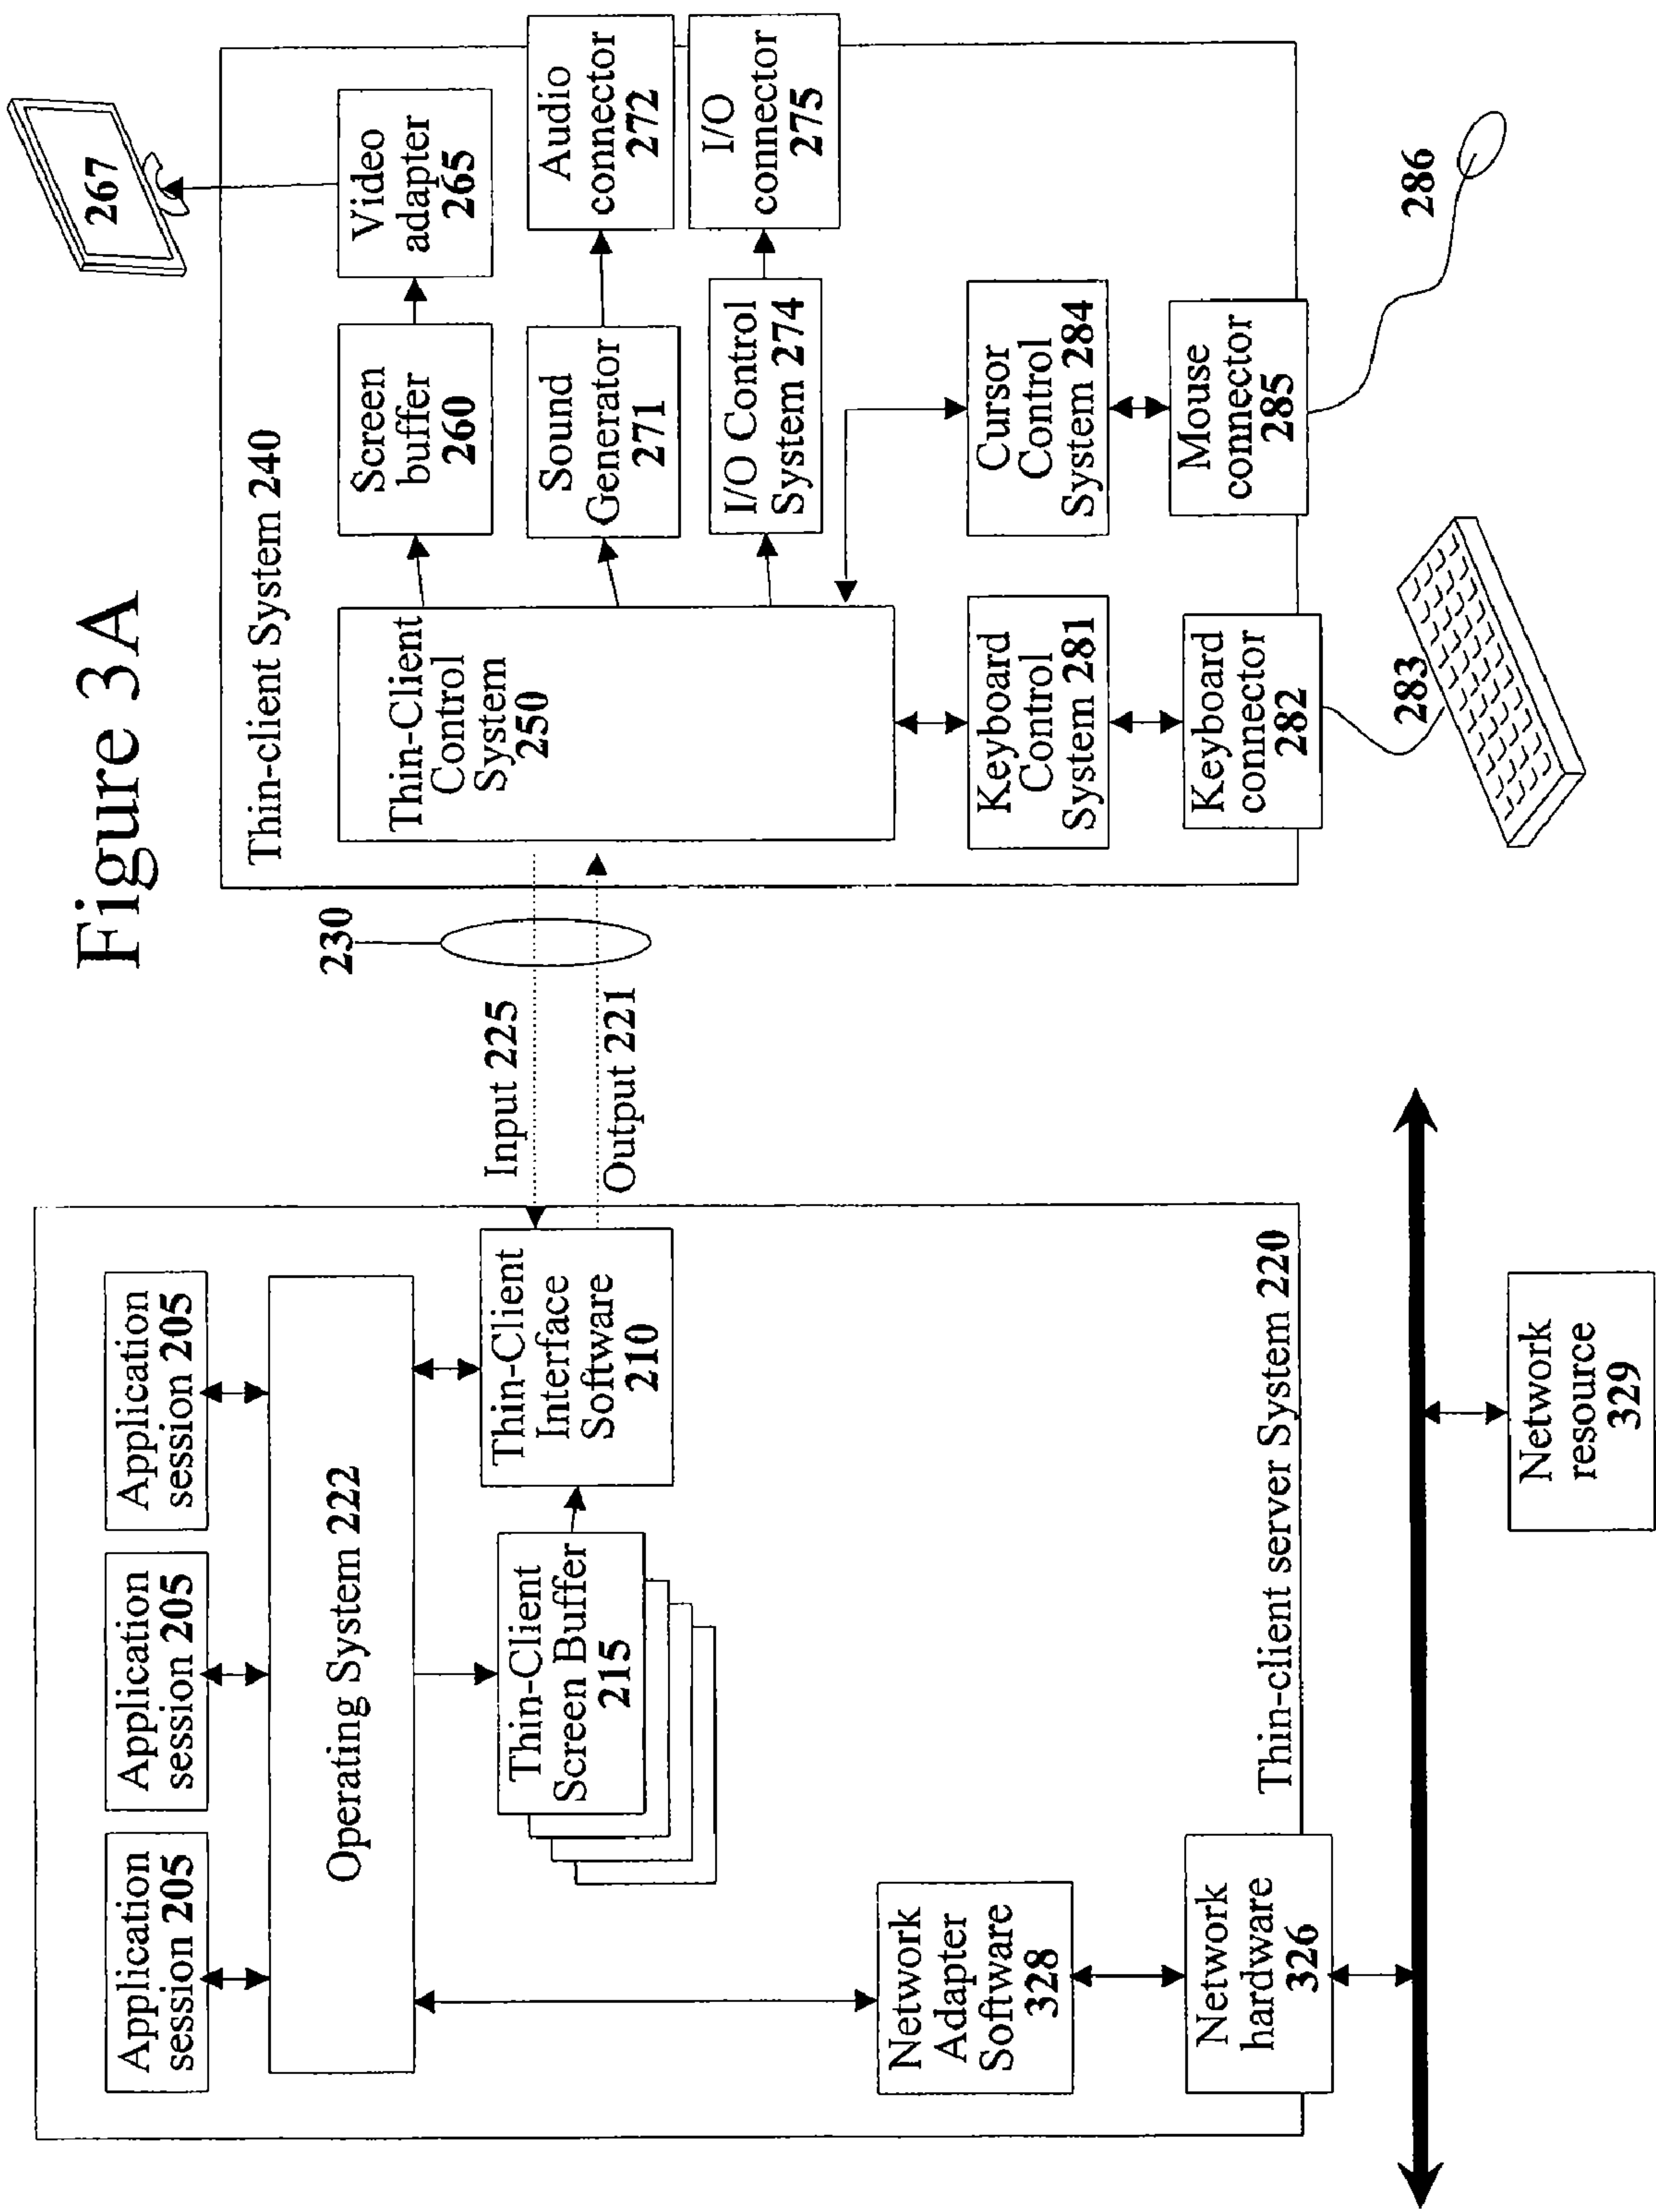 Figure 3A
Application
session 205
Application
session 205
Application
session 205
Operating System 222
Thin-Client
Screen Buffer
215
Thin-Client
Interface
Software
210
Network
Adapter
Software
328
Network
hardware
326
Thin-client server System 220
Network
resource
329
Input 225
Output 221
230
Thin-client System 240
Thin-Client
Control
System
250
Screen
buffer
260
Video
adapter
265
267
Sound
Generator
271
Audio
connector
272
I/O Control
System 274
I/O
connector
275
Keyboard
Control
System 281
Cursor
Control
System 284
Keyboard
connector
282
Mouse
connector
285
283
286